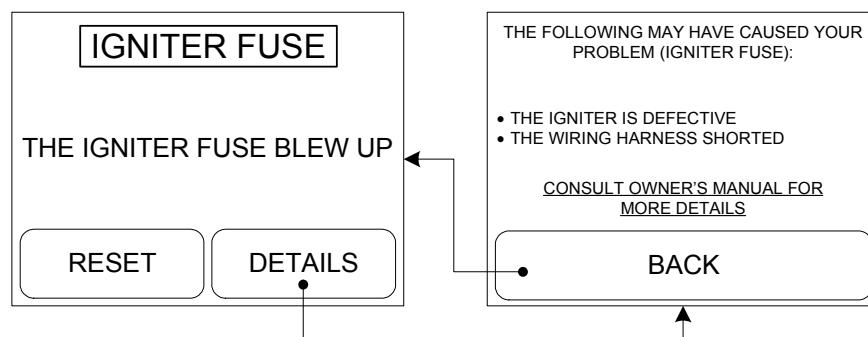 IGNITER FUSE
THE IGNITER FUSE BLEW UP
RESET
DETAILS
THE FOLLOWING MAY HAVE CAUSED YOUR
PROBLEM (IGNITER FUSE):
• THE IGNITER IS DEFECTIVE
• THE WIRING HARNESS SHORTED
CONSULT OWNER'S MANUAL FOR
MORE DETAILS
BACK